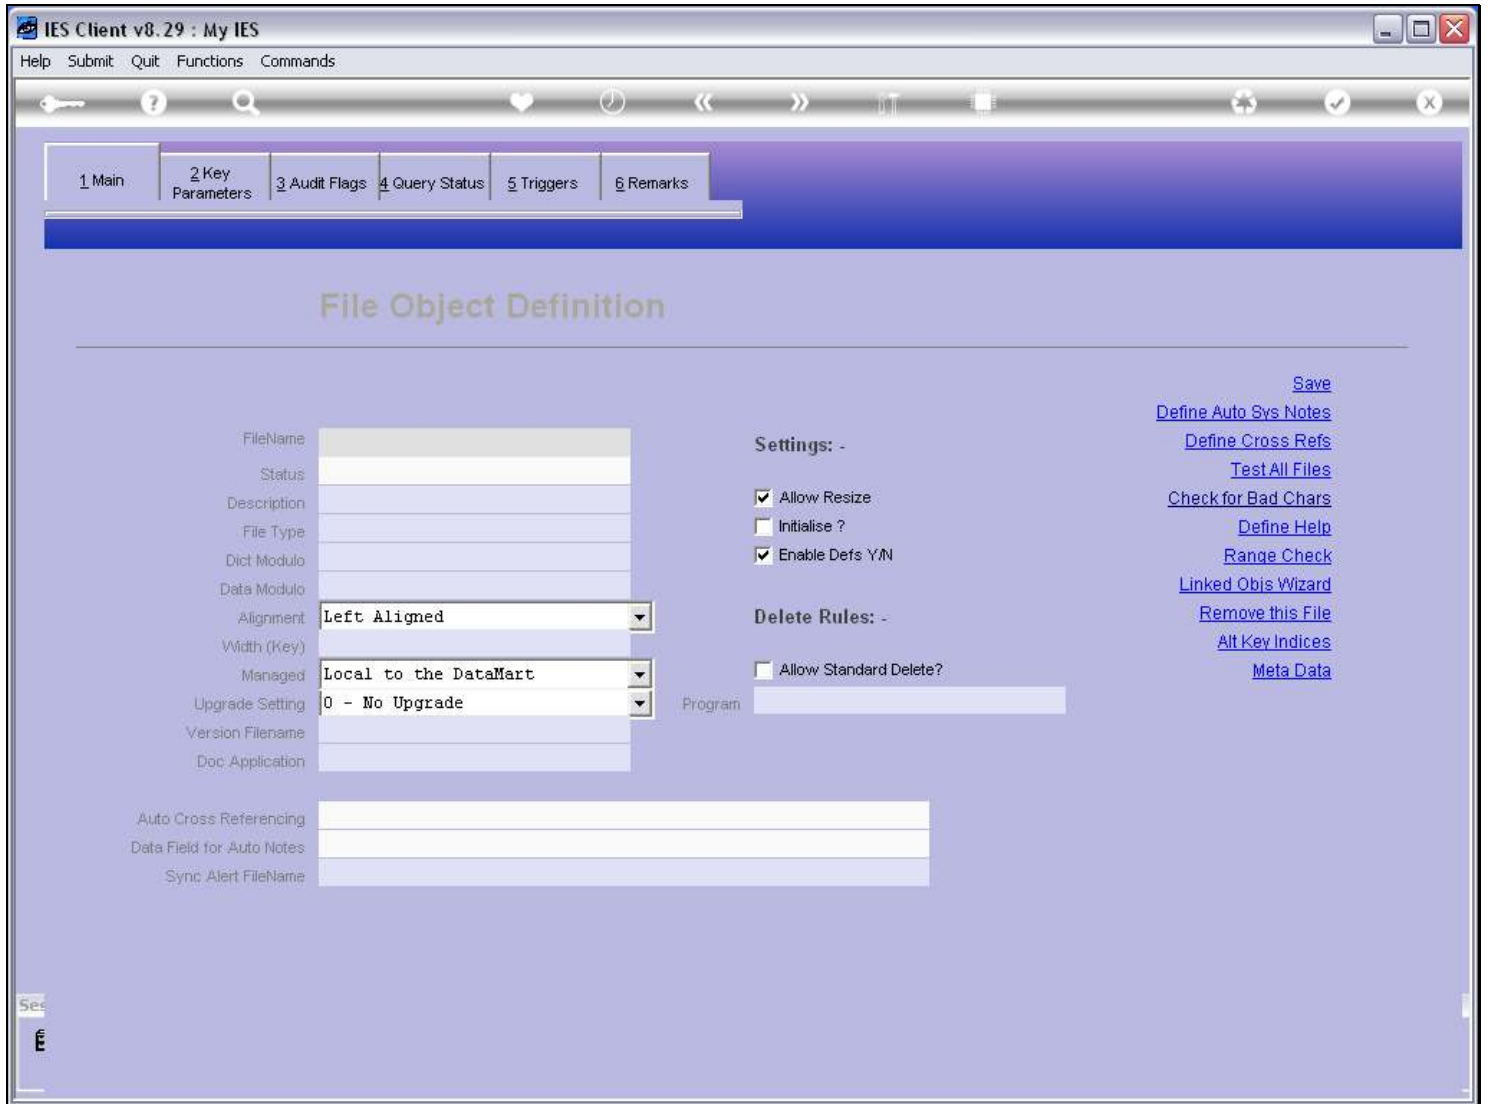 IES Client v8.29 : My IES
Help Submit Quit Functions Commands
1 Main
2 Key
Parameters
3 Audit Flags
4 Query Status
5 Triggers
6 Remarks
File Object Definition
Save
Define Auto Sys Notes
FileName
Settings: -
Define Cross Refs
Status
Test All Files
Description
Allow Resize
Check for Bad Chars
File Type
Initialise ?
Define Help
Dict Modulo
Enable Defs Y/N
Range Check
Data Modulo
Linked Objs Wizard
Alignment
Left Aligned
Delete Rules: -
Remove this File
Width (Key)
Alt Key Indices
Managed
Local to the DataMart
Allow Standard Delete?
Meta Data
Upgrade Setting
0 - No Upgrade
Program
Version Filename
Doc Application
Auto Cross Referencing
Data Field for Auto Notes
Sync Alert FileName
Ses